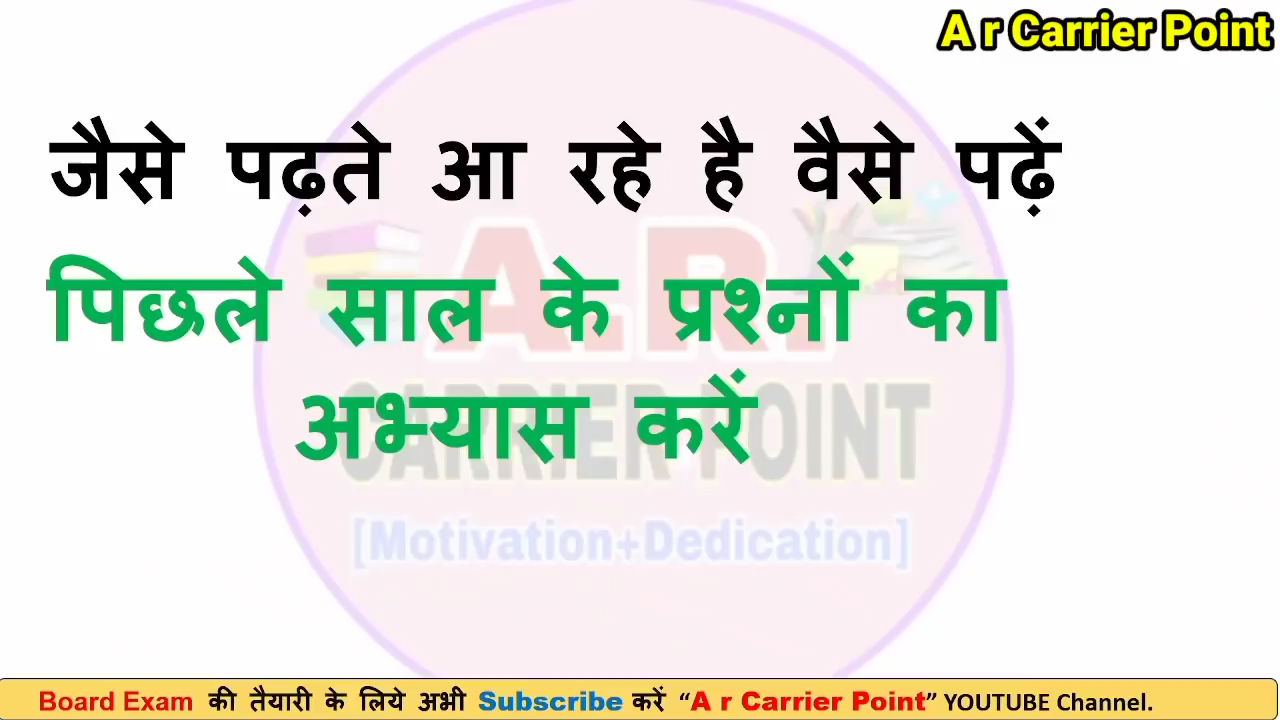 A r Carrier Point
जैसे पढ़ते आ रहे है वैसे पढ़ें
पिछले साल के प्रश्नों का
अभ्यास करें
A.R.
CARRIER POINT
[Motivation+Dedication]
Board Exam की तैयारी के लिये अभी Subscribe करें “A r Carrier Point” YOUTUBE Channel.